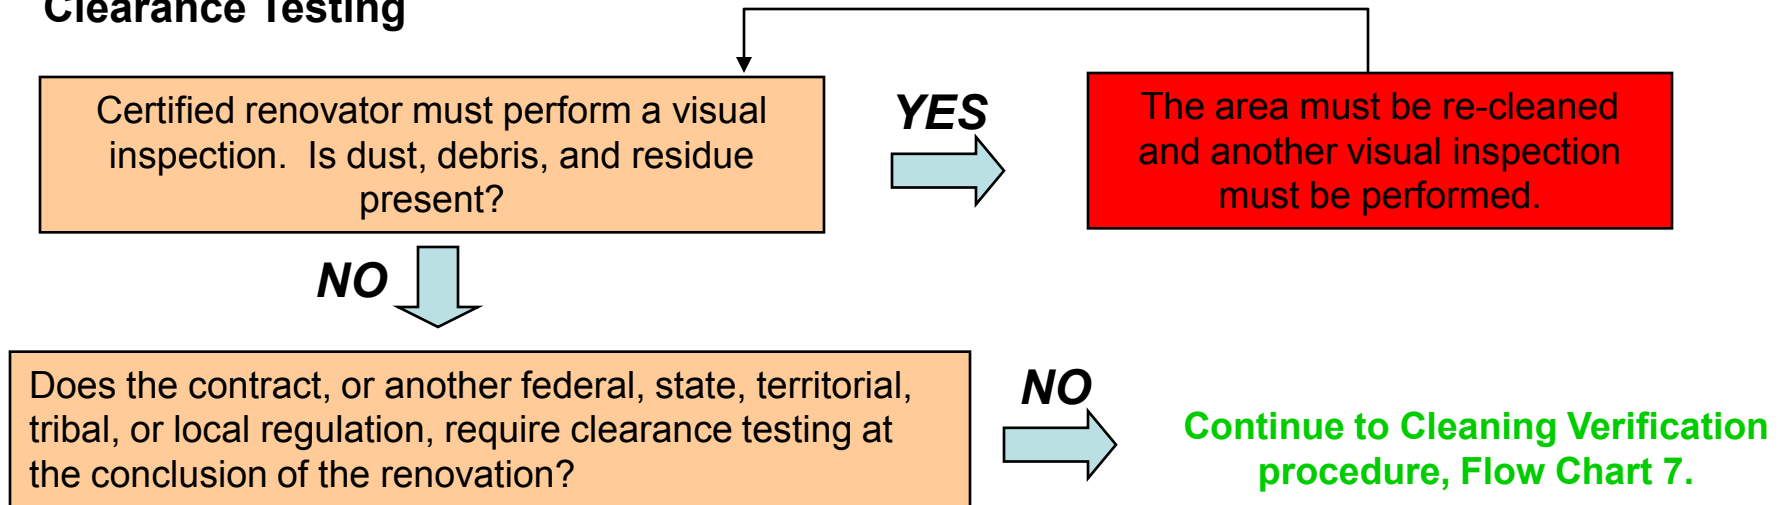 Clearance Testing
Certified renovator must perform a visual
inspection.  Is dust, debris, and residue
present?
YES
The area must be re-cleaned
and another visual inspection
must be performed.
NO
Does the contract, or another federal, state, territorial,
tribal, or local regulation, require clearance testing at
the conclusion of the renovation?
NO
Continue to Cleaning Verification
procedure, Flow Chart 7.